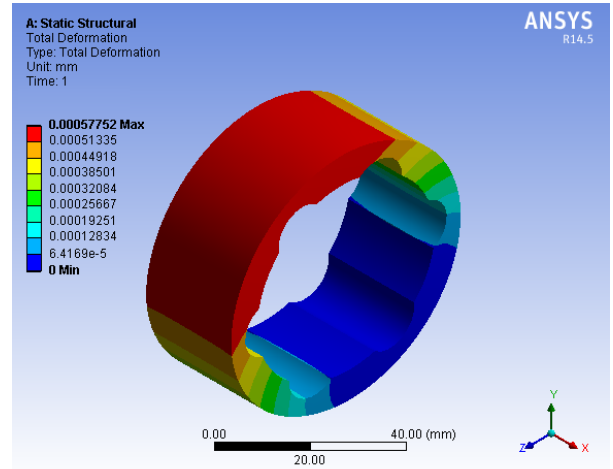 A: Static Structural
Total Deformation
Type: Total Deformation
Unit: mm
Time: 1
ANSYS
R14.5
0.00057752 Max
0.00051335
0.00044918
0.00038501
0.00032084
0.00025667
0.00019251
0.00012834
6.4169e-5
0 Min
0.00
40.00 (mm)
20.00
Y
Z
X